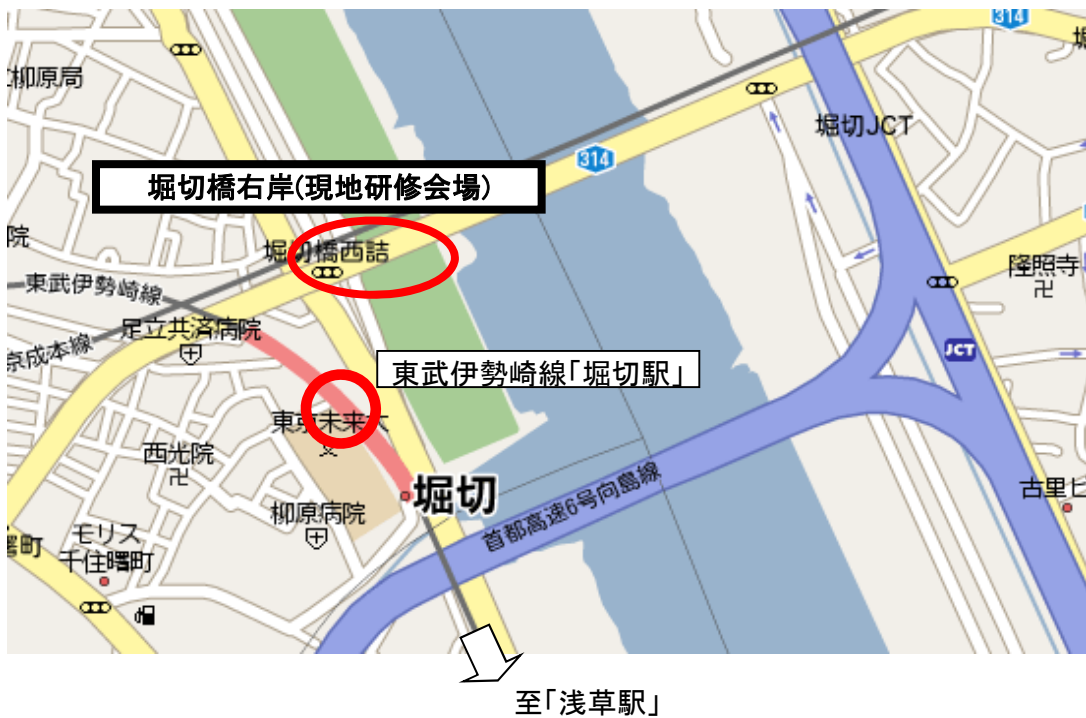 314
柳原局
堀切JCT
314
堀切橋右岸(現地研修会場)
院
堀切橋西詰
隆照寺
東武伊勢崎線
足立共済病院
京成本線
JCT
東武伊勢崎線「堀切駅」
東京未来大
西光院
堀切
首都高速6号向島線
古里ビ
柳原病院
モリス
千住曙町
曙町
至「浅草駅」